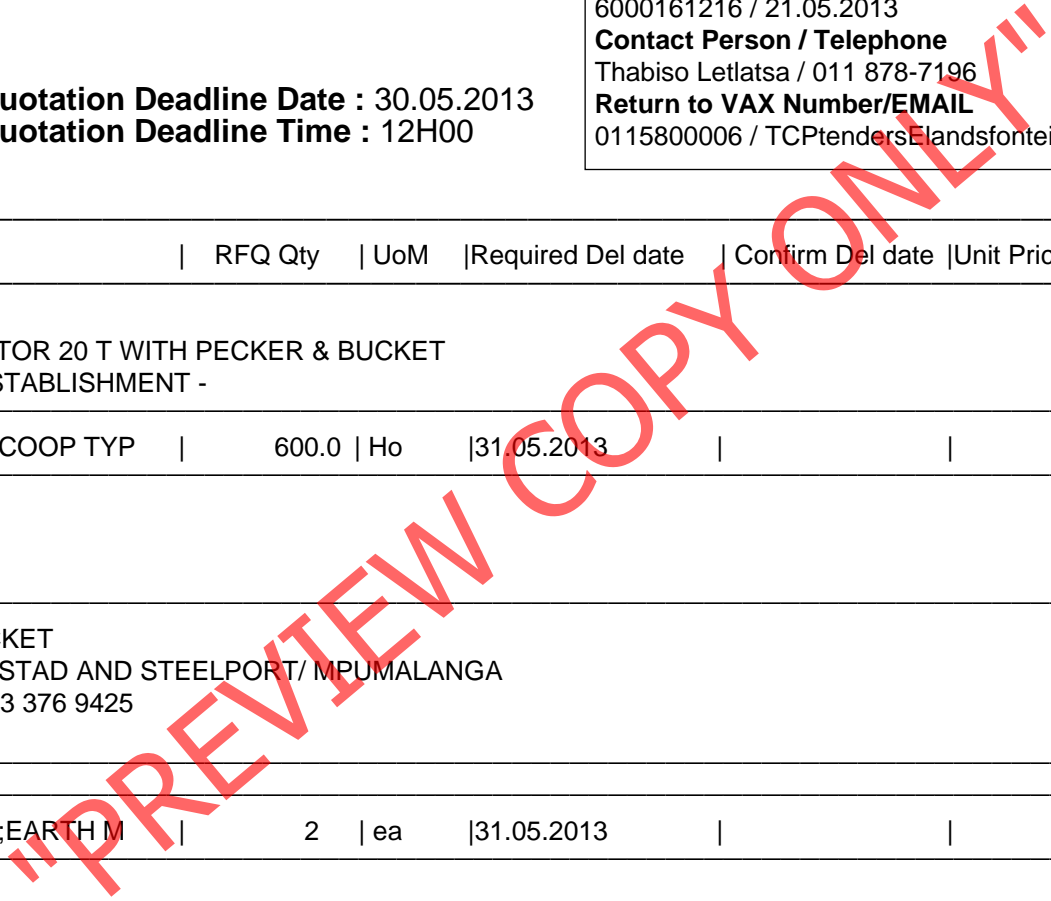 6000161216 / 21.05.2013
Contact Person / Telephone
Thabiso Letlatsa / 011 878-7196
Return to VAX Number/EMAIL
0115800006 / TCPtendersElandsfontei
uotation Deadline Date : 30.05.2013
uotation Deadline Time : 12H00
| RFQ Qty | UoM |Required Del date | Confirm Del date |Unit Pric
TOR 20 T WITH PECKER & BUCKET
STABLISHMENT -
COOP TYP | 600.0 | Ho |31.05.2013 | |
KET
STAD AND STEELPORT/ MPUMALANGA
3 376 9425
;EARTH M | 2 | ea |31.05.2013 | |
"PREVIEW COPY ONLY"